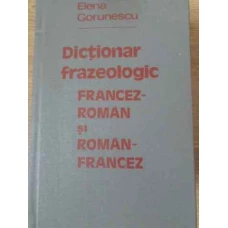 Elena
Gorunescu
Dicționar
frazeologic
FRANCEZ-
ROMÂN
și
ROMÂN-
FRANCEZ